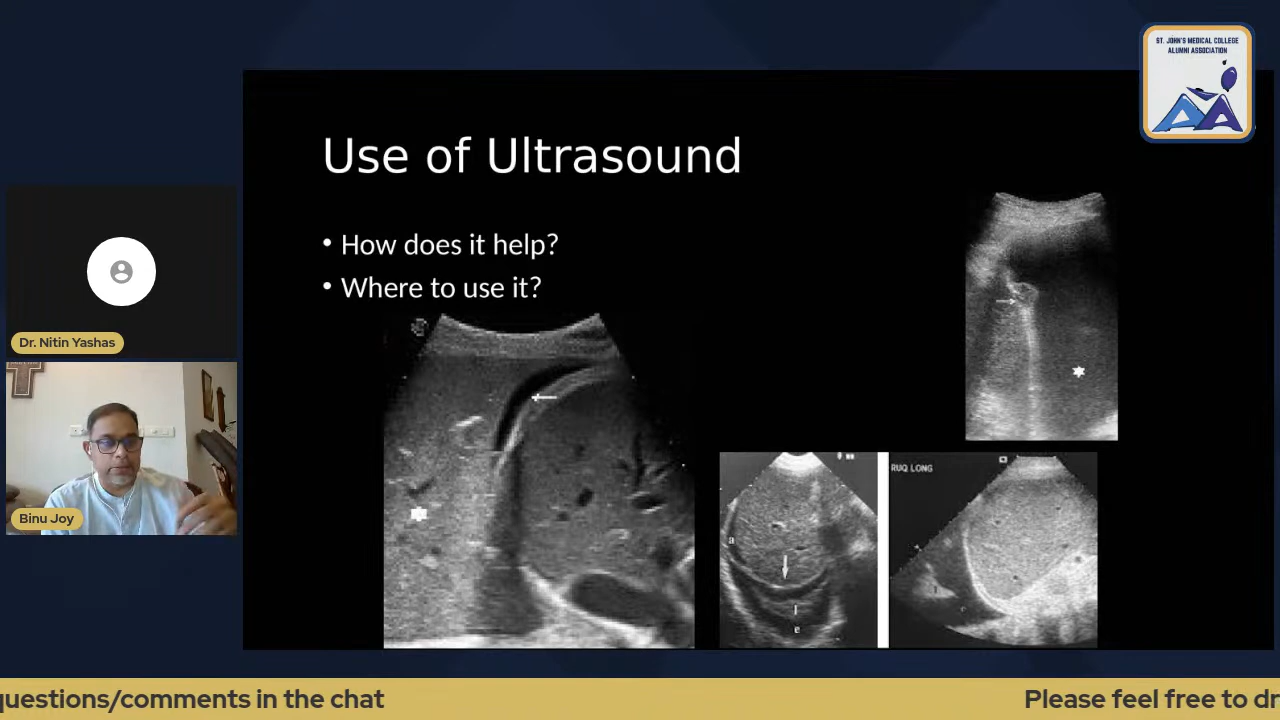 ST. JOHN'S MEDICAL COLLEGE
ALUMNI ASSOCIATION
Use of Ultrasound
• How does it help?
• Where to use it?
Dr. Nitin Yashas
Binu Joy
RUQ LONG
a
e
questions/comments in the chat
Please feel free to dr